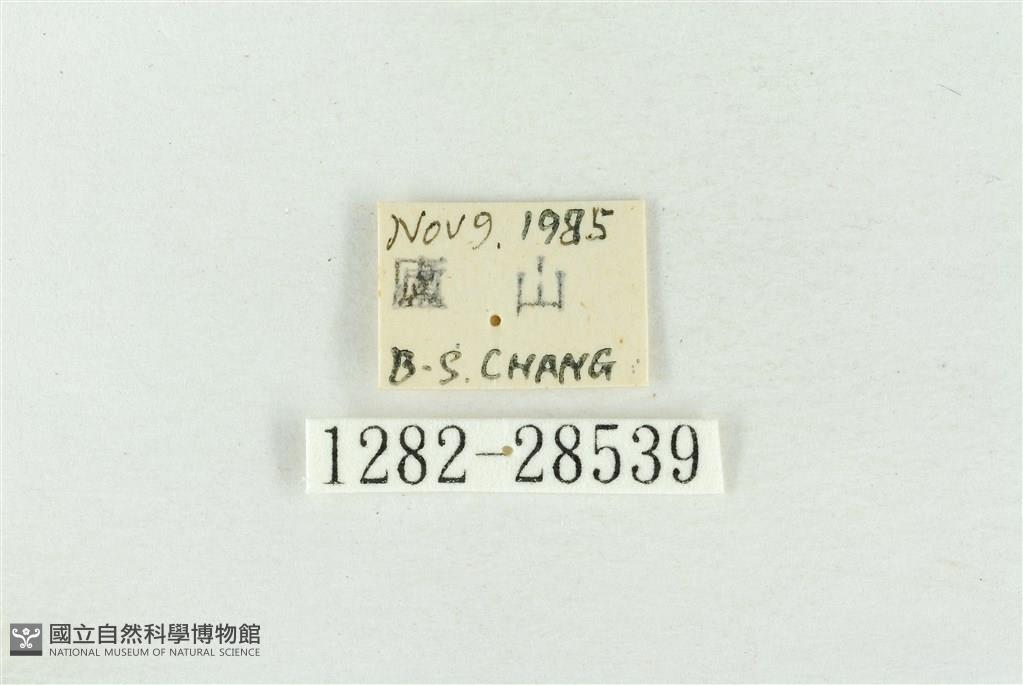 Nov 9. 1985
廬 山
B-S. CHANG
1282-28539
國立自然科學博物館
NATIONAL MUSEUM OF NATURAL SCIENCE